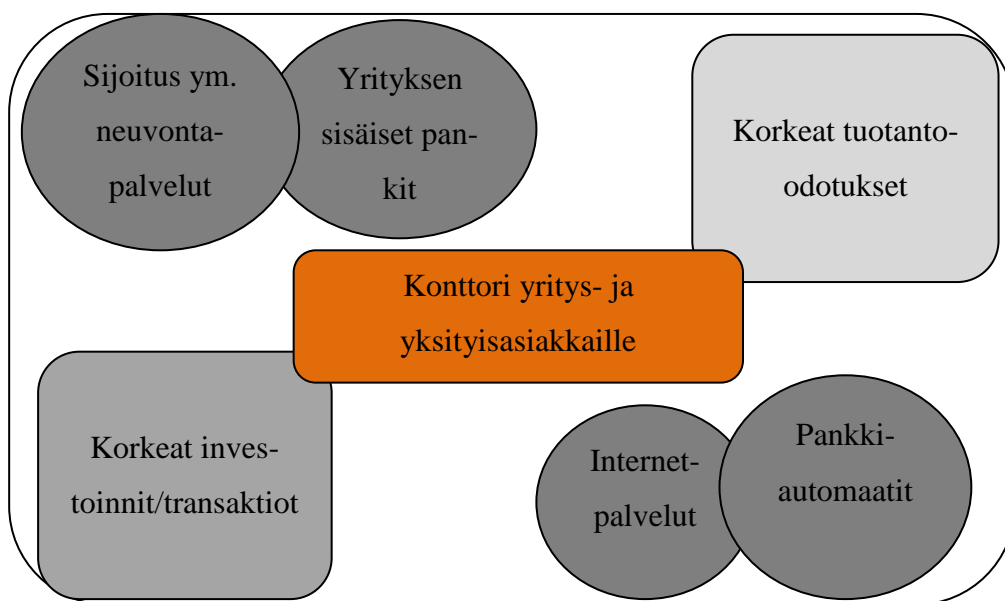 Sijoitus ym.
neuvonta-
palvelut
Yrityksen
sisäiset pan-
kit
Korkeat tuotanto-
odotukset
Konttori yritys- ja
yksityisasiakkaille
Korkeat inves-
toinnit/transaktiot
Internet-
palvelut
Pankki-
automaatit